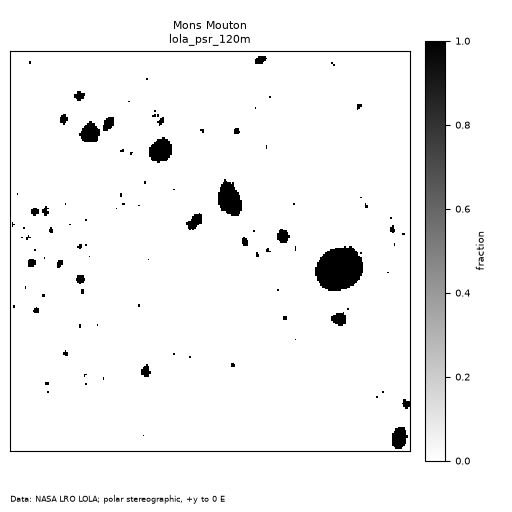 Mons Mouton
lola_psr_120m
1.0
0.8
0.6
0.4
0.2
0.0
fraction
Data: NASA LRO LOLA; polar stereographic, +y to 0 E